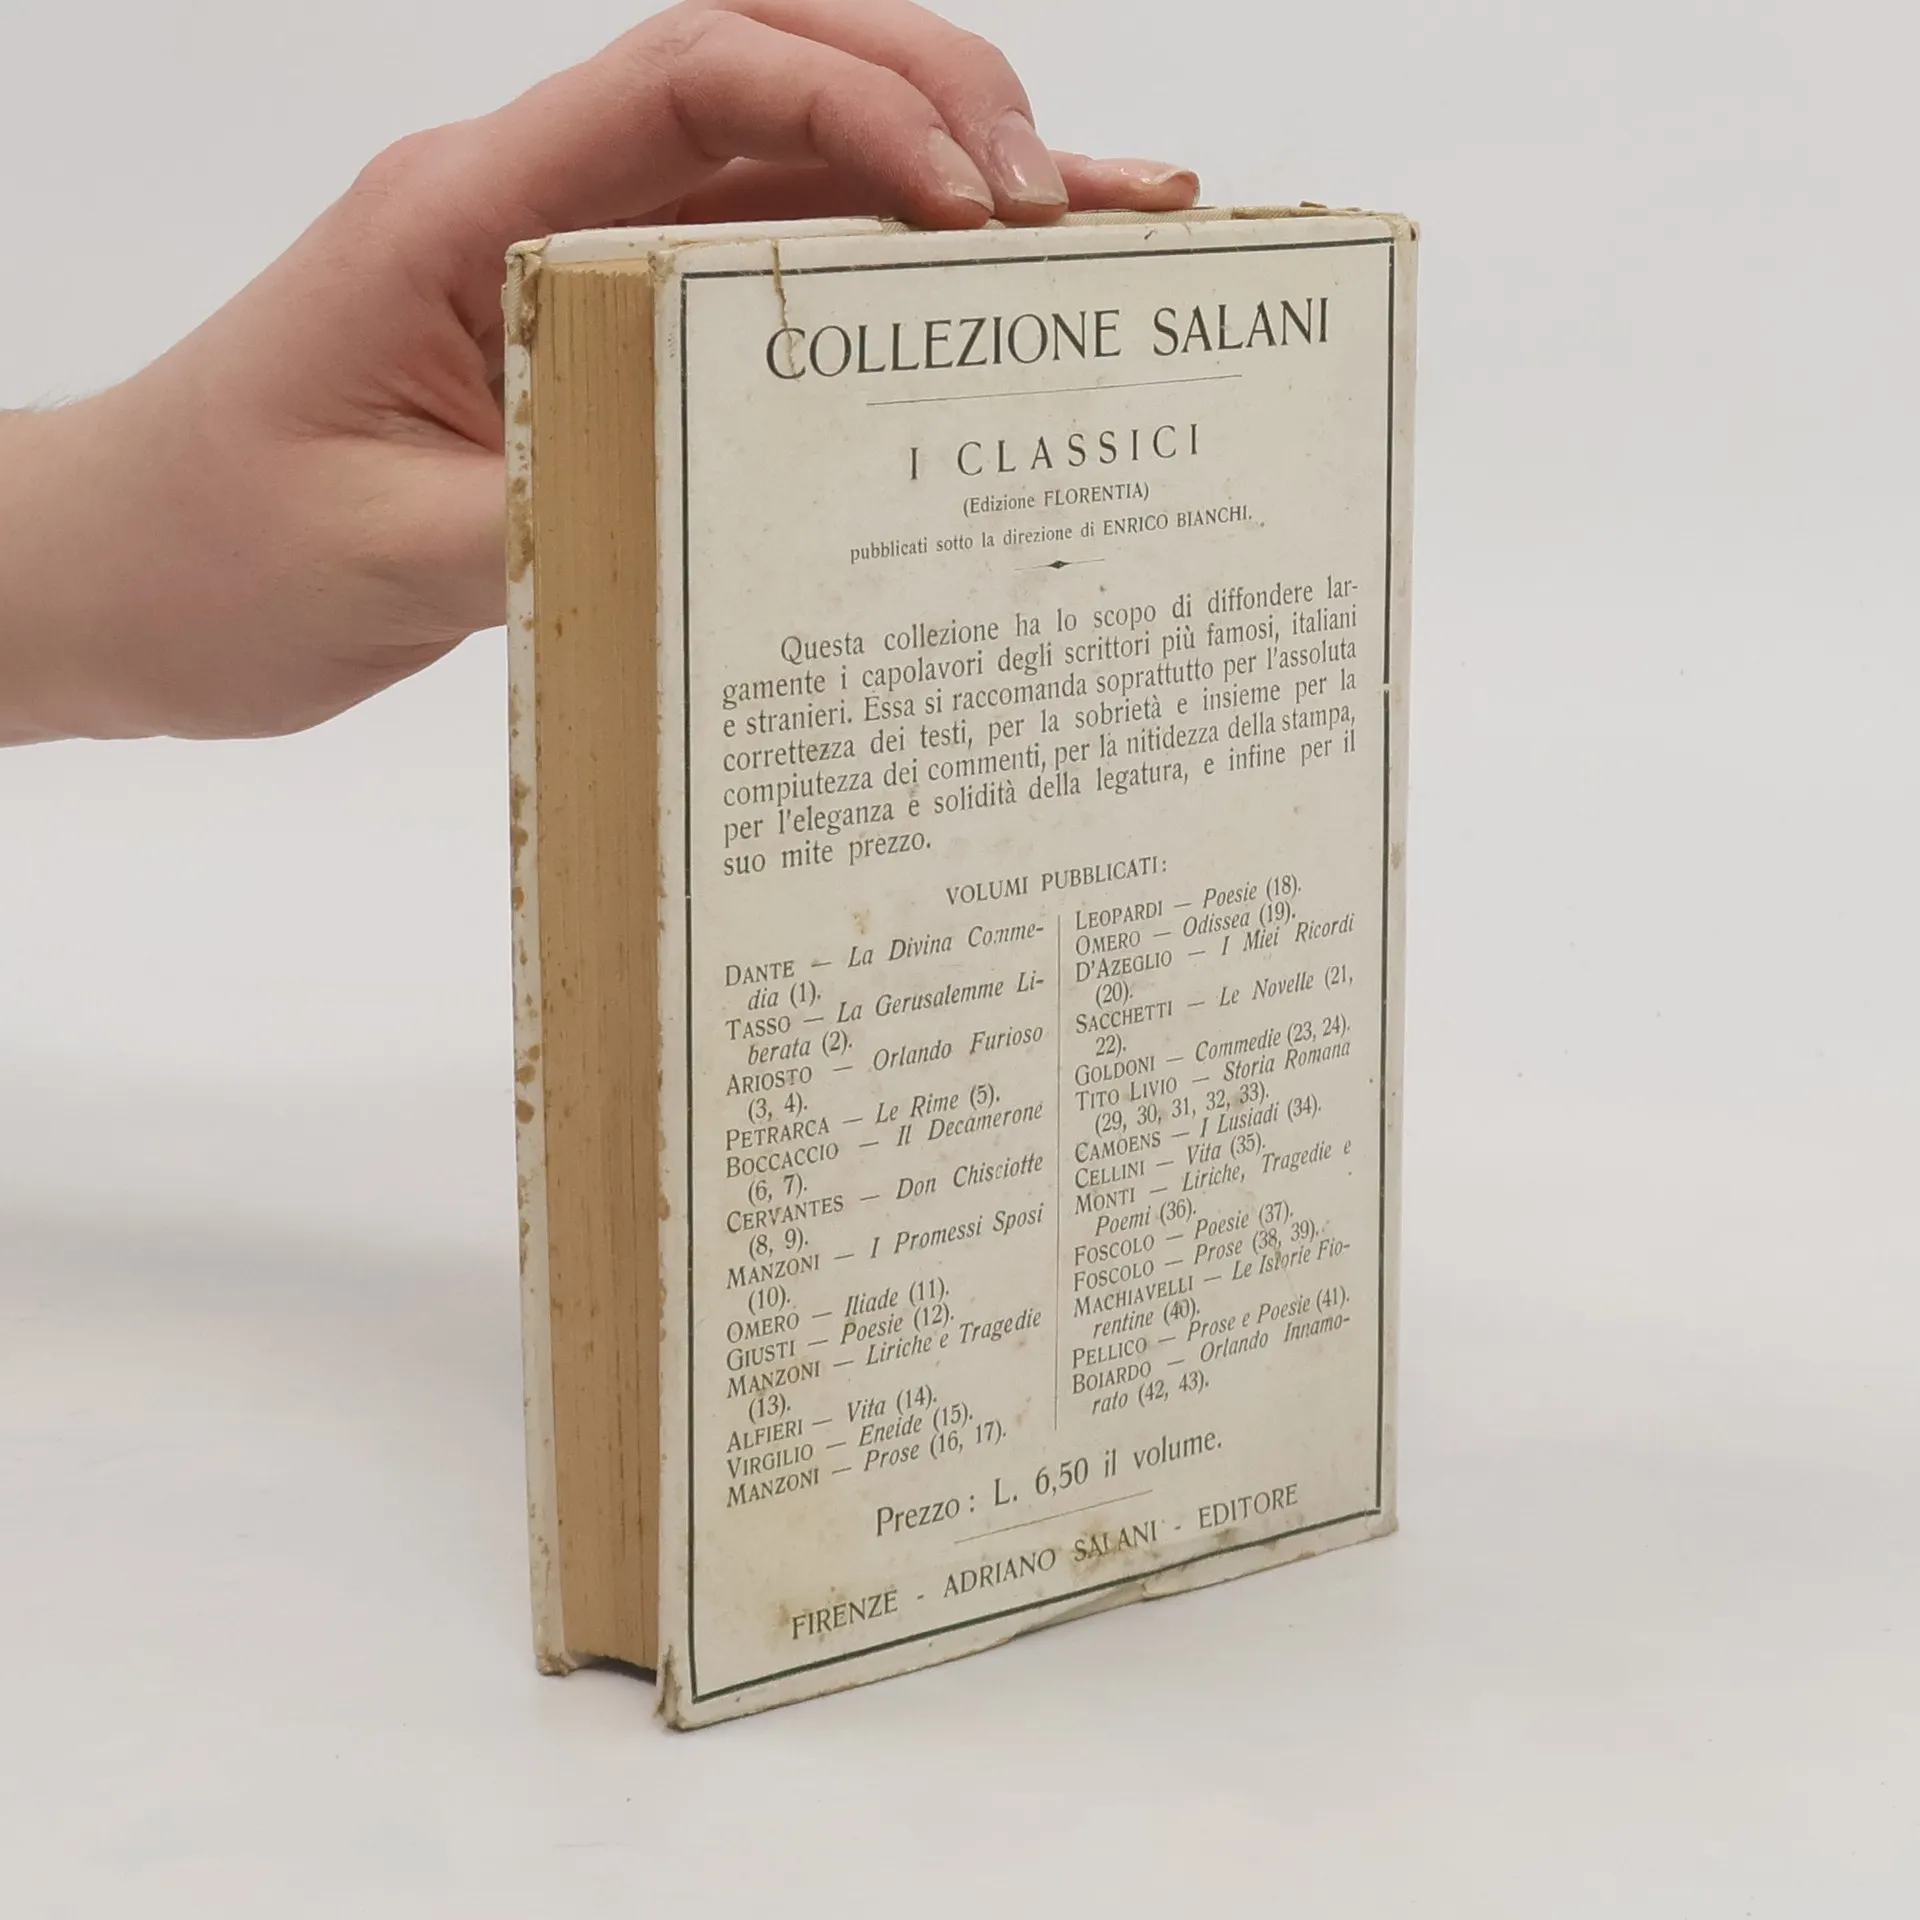 COLLEZIONE SALANI
I CLASSICI
(Edizione FLORENTIA)
pubblicati sotto la direzione di ENRICO BIANCHI.
Questa collezione ha lo scopo di diffondere lar-
gamente i capolavori degli scrittori più famosi, italiani
e stranieri. Essa si raccomanda soprattutto per l'assoluta
correttezza dei testi, per la sobrietà e insieme per la
compiutezza dei commenti, per la nitidezza della stampa,
per l'eleganza e solidità della legatura, e infine per il
suo mite prezzo.
VOLUMI PUBBLICATI:
DANTE — La Divina Comme-
dia (1).
TASSO — La Gerusalemme Li-
berata (2).
ARIOSTO — Orlando Furioso
(3, 4).
PETRARCA — Le Rime (5).
BOCCACCIO — Il Decamerone
(6, 7).
CERVANTES — Don Chisciotte
(8, 9).
MANZONI — I Promessi Sposi
(10).
OMERO — Iliade (11).
GIUSTI — Poesie (12).
MANZONI — Liriche e Tragedie
(13).
ALFIERI — Vita (14).
VIRGILIO — Eneide (15).
MANZONI — Prose (16, 17).
LEOPARDI — Poesie (18).
OMERO — Odissea (19).
D'AZEGLIO — I Miei Ricordi
(20).
SACCHETTI — Le Novelle (21,
22).
GOLDONI — Commedie (23, 24).
TITO LIVIO — Storia Romana
(29, 30, 31, 32, 33).
CAMOENS — I Lusiadi (34).
CELLINI — Vita (35).
MONTI — Liriche, Tragedie e
Poemi (36).
FOSCOLO — Poesie (37).
FOSCOLO — Prose (38, 39).
MACHIAVELLI — Le Istorie Fio-
rentine (40).
PELLICO — Prose e Poesie (41).
BOIARDO — Orlando Innamo-
rato (42, 43).
Prezzo: L. 6,50 il volume.
FIRENZE - ADRIANO SALANI - EDITORE